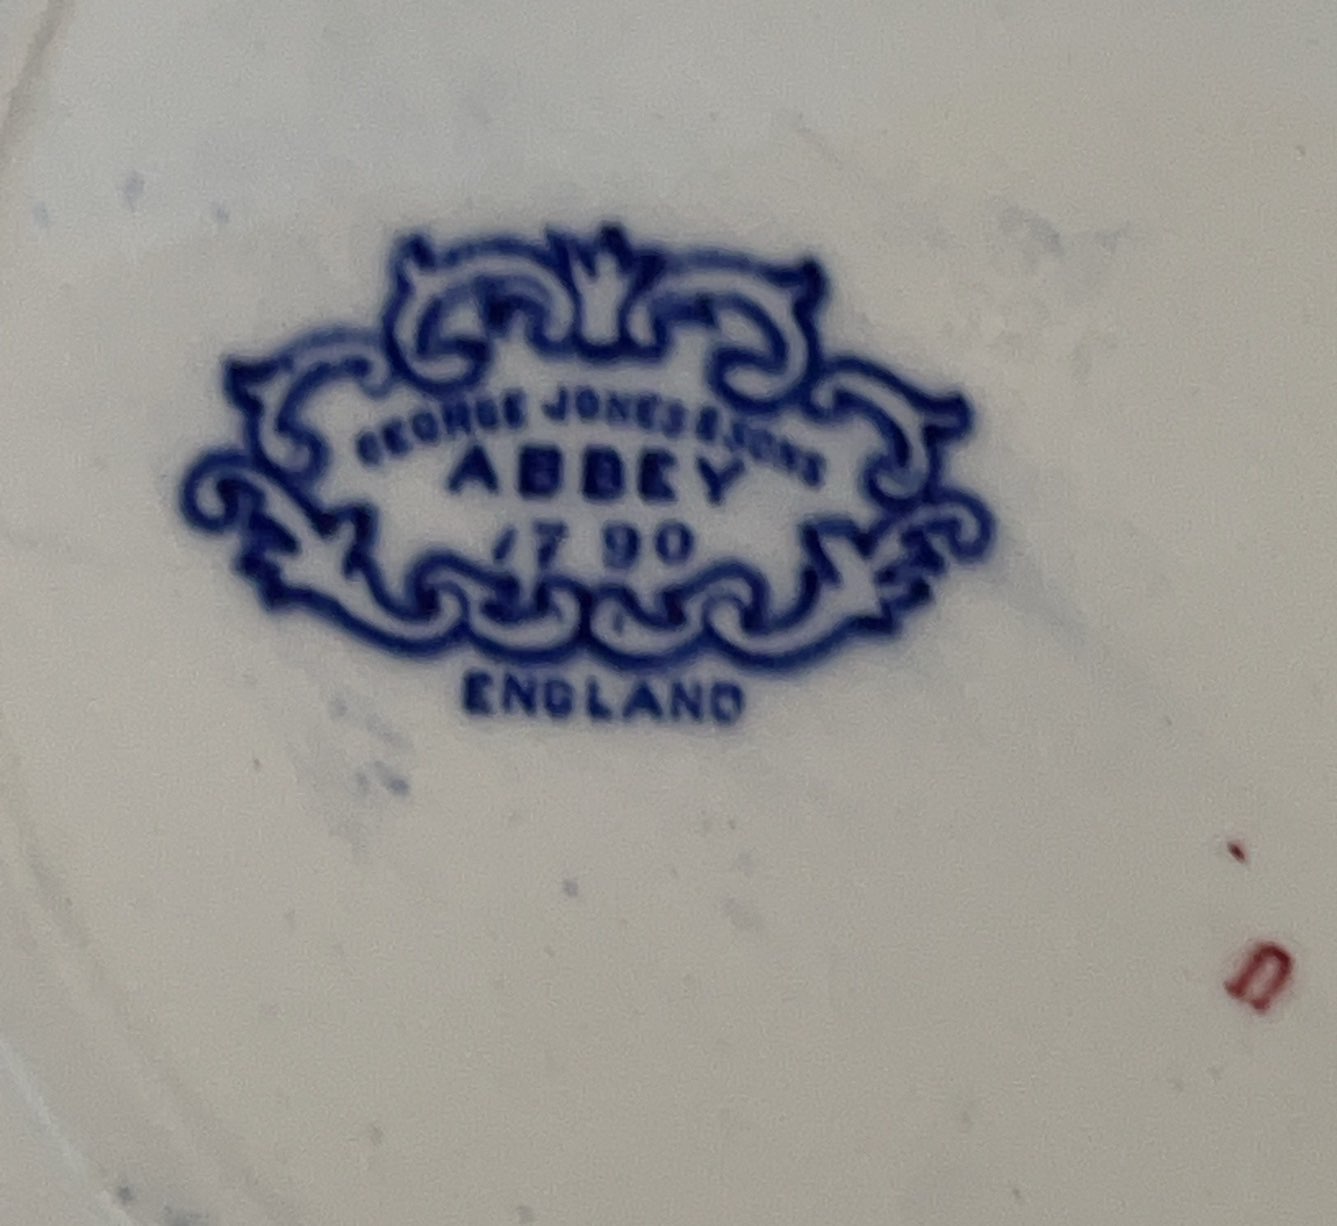 GEORGE JONES & SONS
ABBEY
1790
ENGLAND
D